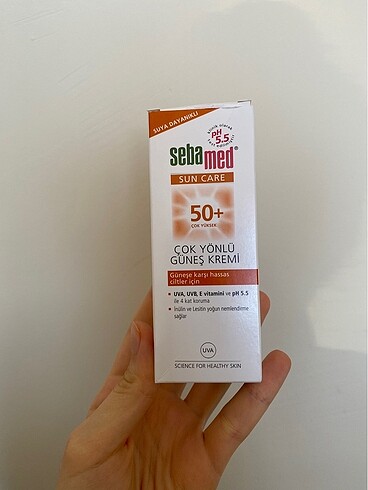 SUYA DAYANIKLI
pH
5.5
sebamed®
SUN CARE
50+
ÇOK YÜKSEK
ÇOK YÖNLÜ
GÜNEŞ KREMİ
Güneşe karşı hassas
ciltler için
• UVA, UVB, E vitamini ve pH 5.5
ile 4 kat koruma
• İnülin ve Lesitin yoğun nemlendirme
sağlar
UVA
SCIENCE FOR HEALTHY SKIN